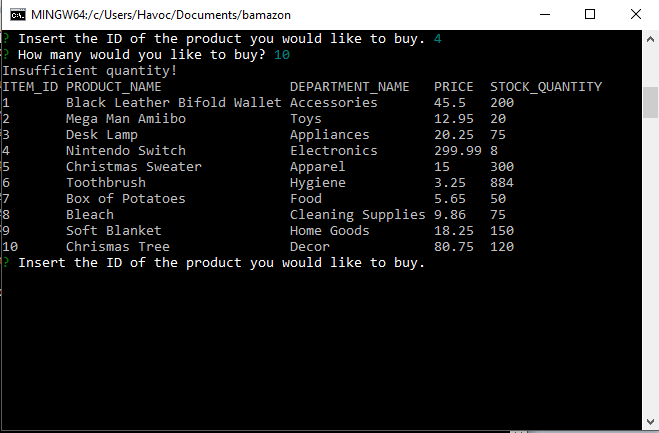 MINGW64:/c/Users/Havoc/Documents/bamazon
? Insert the ID of the product you would like to buy. 4
? How many would you like to buy? 10
Insufficient quantity!
ITEM_ID PRODUCT_NAME DEPARTMENT_NAME PRICE STOCK_QUANTITY
1 Black Leather Bifold Wallet Accessories 45.5 200
2 Mega Man Amiibo Toys 12.95 20
3 Desk Lamp Appliances 20.25 75
4 Nintendo Switch Electronics 299.99 8
5 Christmas Sweater Apparel 15 300
6 Toothbrush Hygiene 3.25 884
7 Box of Potatoes Food 5.65 50
8 Bleach Cleaning Supplies 9.86 75
9 Soft Blanket Home Goods 18.25 150
10 Chrismas Tree Decor 80.75 120
? Insert the ID of the product you would like to buy.